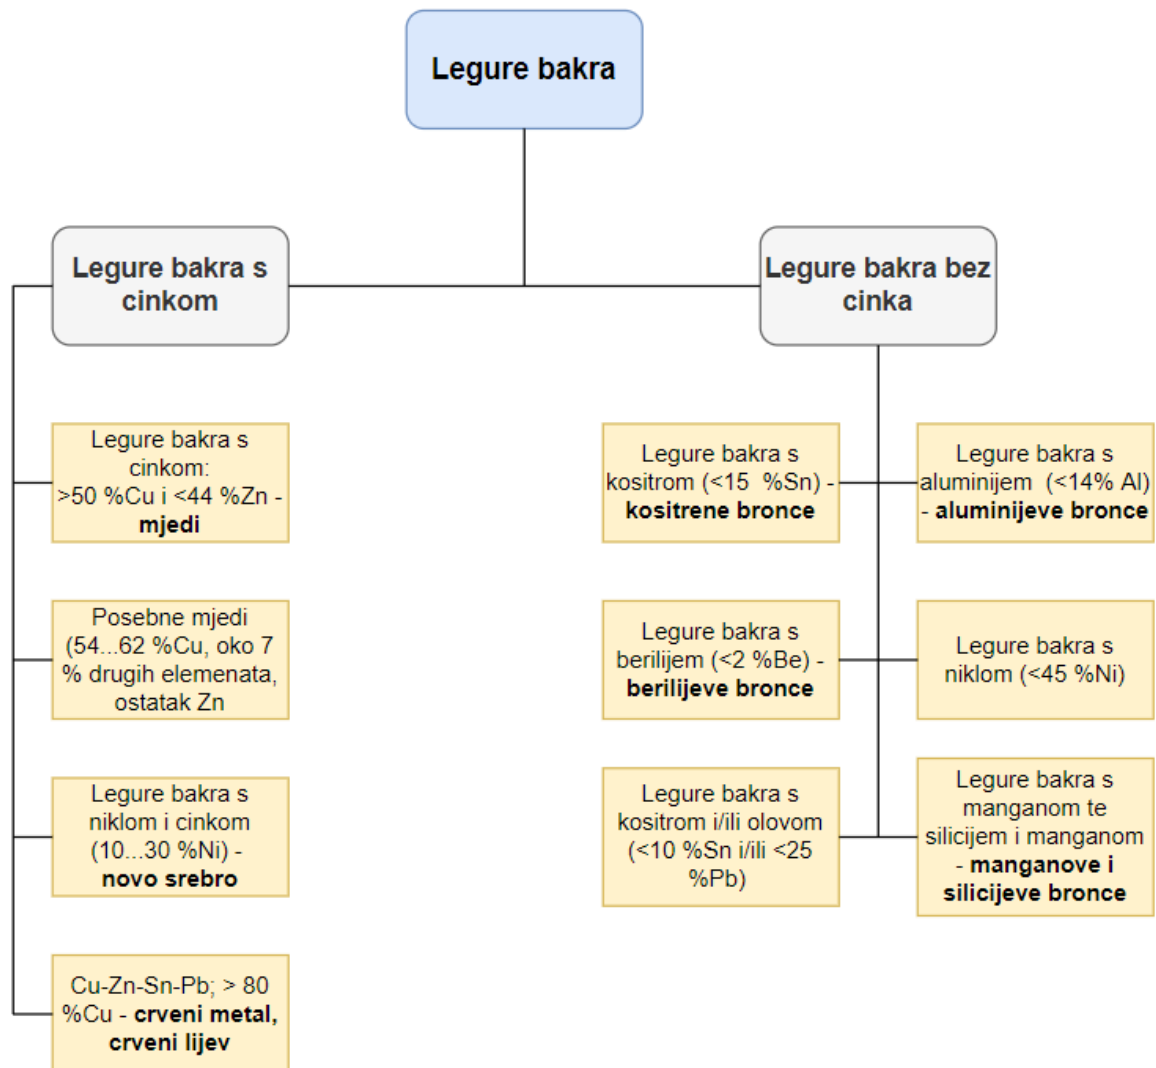 Legure bakra
Legure bakra s
cinkom
Legure bakra bez
cinka
Legure bakra s
cinkom:
>50 %Cu i <44 %Zn -
mjedi
Posebne mjedi
(54...62 %Cu, oko 7
% drugih elemenata,
ostatak Zn
Legure bakra s
niklom i cinkom
(10...30 %Ni) -
novo srebro
Cu-Zn-Sn-Pb; > 80
%Cu - crveni metal,
crveni lijev
Legure bakra s
kositrom (<15 %Sn) -
kositrene bronce
Legure bakra s
aluminijem (<14% Al)
- aluminijeve bronce
Legure bakra s
berilijem (<2 %Be) -
berilijeve bronce
Legure bakra s
niklom (<45 %Ni)
Legure bakra s
kositrom i/ili olovom
(<10 %Sn i/ili <25
%Pb)
Legure bakra s
manganom te
silicijem i manganom
- manganove i
silicijeve bronce